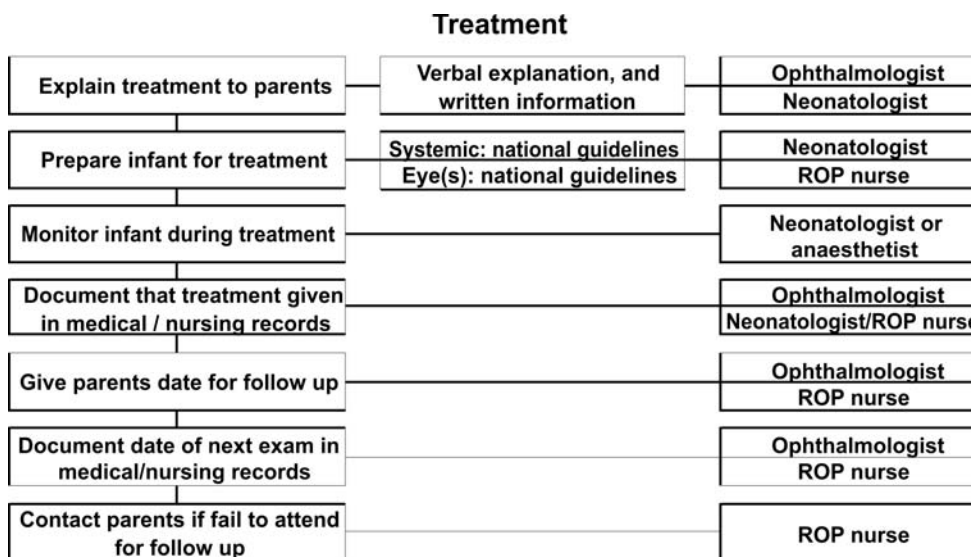 Treatment
Explain treatment to parents
Verbal explanation, and
written information
Ophthalmologist
Neonatologist
Prepare infant for treatment
Systemic: national guidelines
Eye(s): national guidelines
Neonatologist
ROP nurse
Monitor infant during treatment
Neonatologist or
anaesthetist
Document that treatment given
in medical / nursing records
Ophthalmologist
Neonatologist/ROP nurse
Give parents date for follow up
Ophthalmologist
ROP nurse
Document date of next exam in
medical/nursing records
Ophthalmologist
ROP nurse
Contact parents if fail to attend
for follow up
ROP nurse